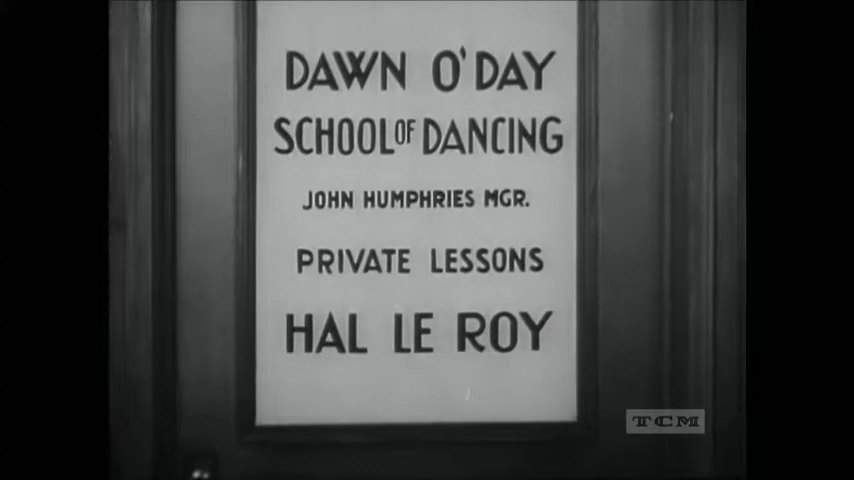 DAWN O'DAY
SCHOOL OF DANCING
JOHN HUMPHRIES MGR.
PRIVATE LESSONS
HAL LE ROY
TCM